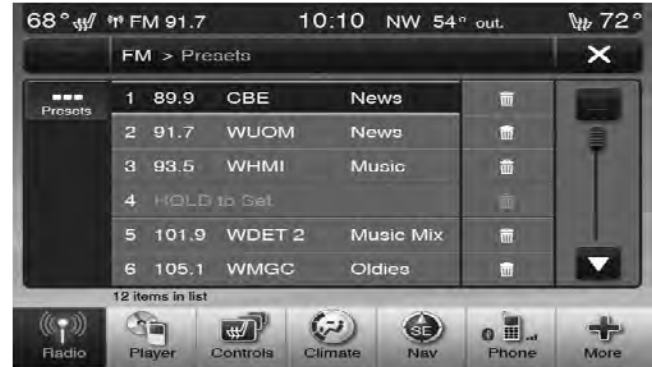 68° FM 91.7 10:10 NW 54° out. 72°
FM > Presets
Presets
1 89.9 CBE News
2 91.7 WUOM News
3 93.5 WHMI Music
4 HOLD to Set
5 101.9 WDET 2 Music Mix
6 105.1 WMGC Oldies
12 items in list
SE
Radio Player Controls Climate Nav Phone More